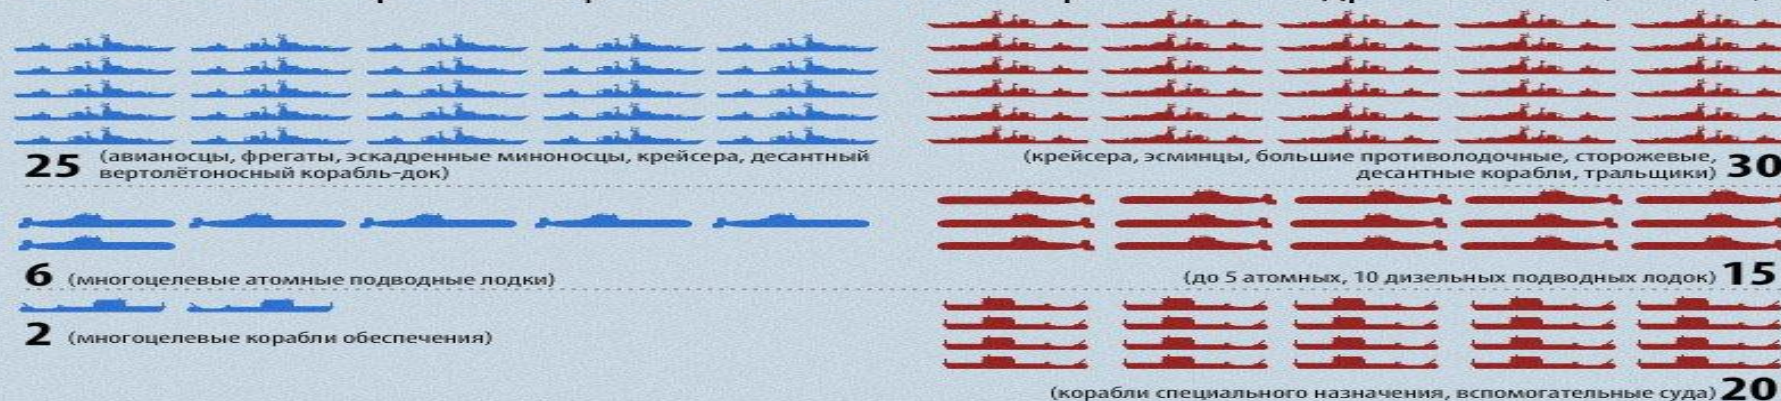 25 (авианосцы, фрегаты, эскадренные миноносцы, крейсера, десантный
вертолётоносный корабль-док)
6 (многоцелевые атомные подводные лодки)
2 (многоцелевые корабли обеспечения)
(крейсера, эсминцы, большие противолодочные, сторожевые, 30
десантные корабли, тральщики)
(до 5 атомных, 10 дизельных подводных лодок) 15
(корабли специального назначения, вспомогательные суда) 20